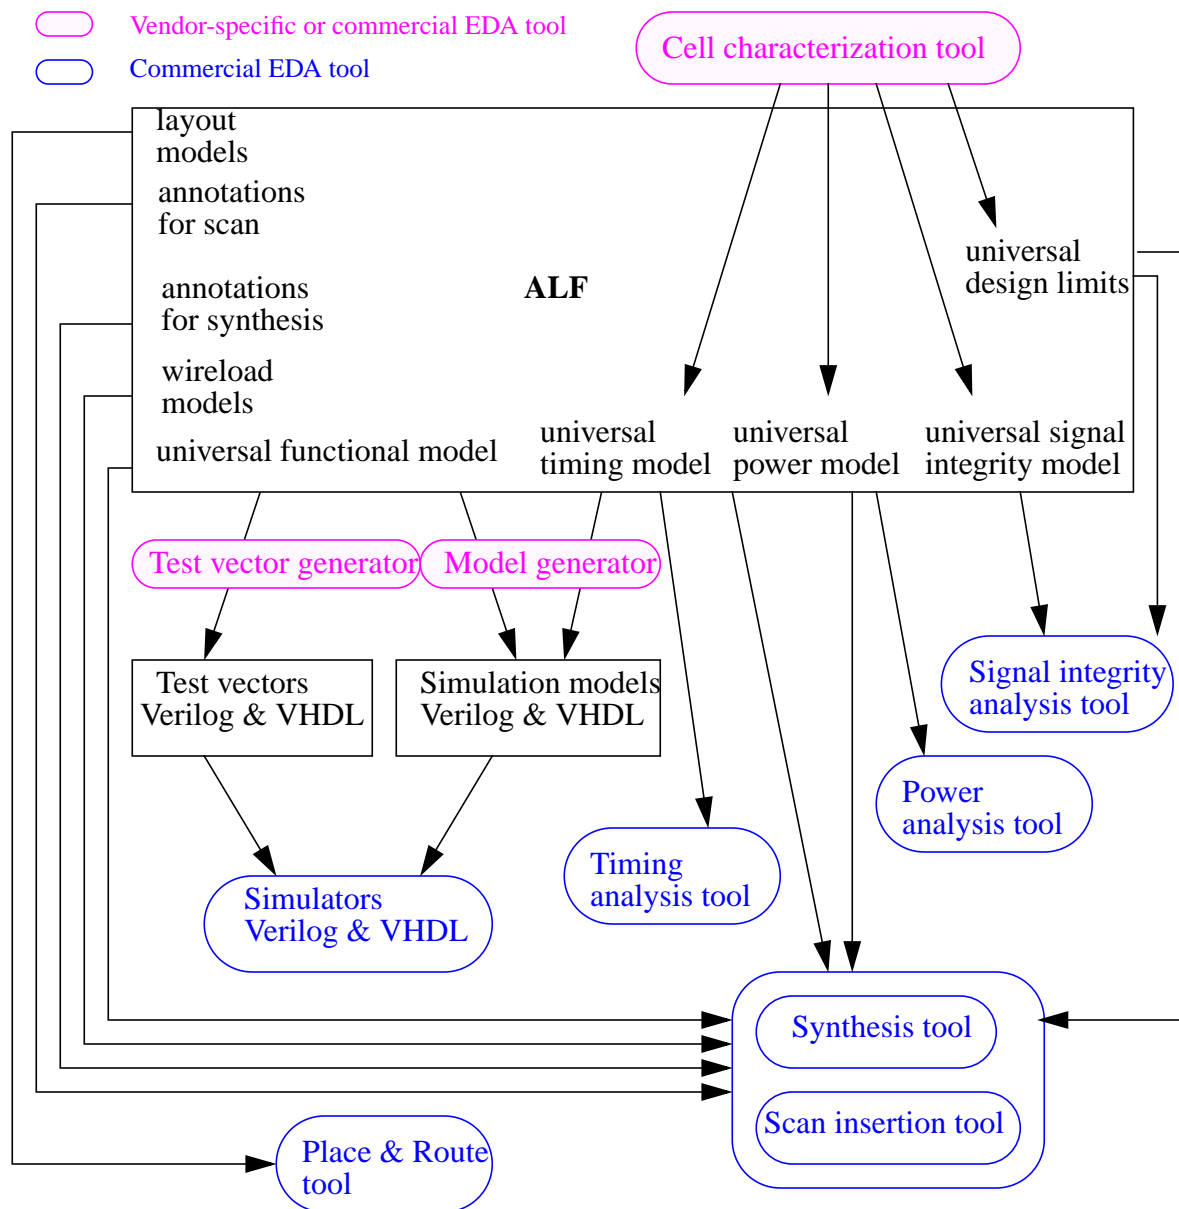 Vendor-specific or commercial EDA tool
Commercial EDA tool
Cell characterization tool
layout
models
annotations
for scan
universal
design limits
annotations
for synthesis
ALF
wireload
models
universal functional model
universal
timing model
universal
power model
universal signal
integrity model
Test vector generator
Model generator
Test vectors
Verilog & VHDL
Simulation models
Verilog & VHDL
Signal integrity
analysis tool
Power
analysis tool
Timing
analysis tool
Simulators
Verilog & VHDL
Synthesis tool
Scan insertion tool
Place & Route
tool